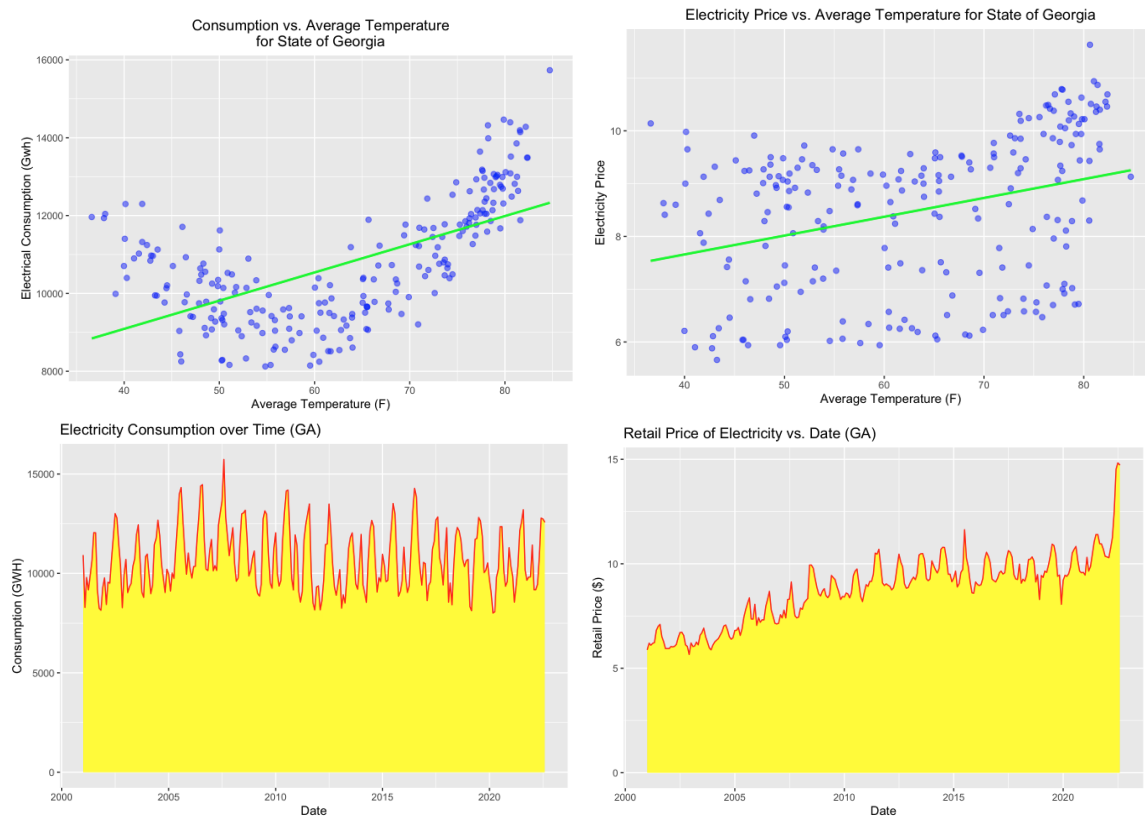 Consumption vs. Average Temperature
for State of Georgia
16000
14000
12000
10000
8000
Electrical Consumption (Gwh)
40
50
60
70
80
Average Temperature (F)
Electricity Price vs. Average Temperature for State of Georgia
10
8
6
Electricity Price
40
50
60
70
80
Average Temperature (F)
Electricity Consumption over Time (GA)
15000
10000
5000
0
Consumption (GWH)
2000
2005
2010
2015
2020
Date
Retail Price of Electricity vs. Date (GA)
15
10
5
0
Retail Price ($)
2000
2005
2010
2015
2020
Date